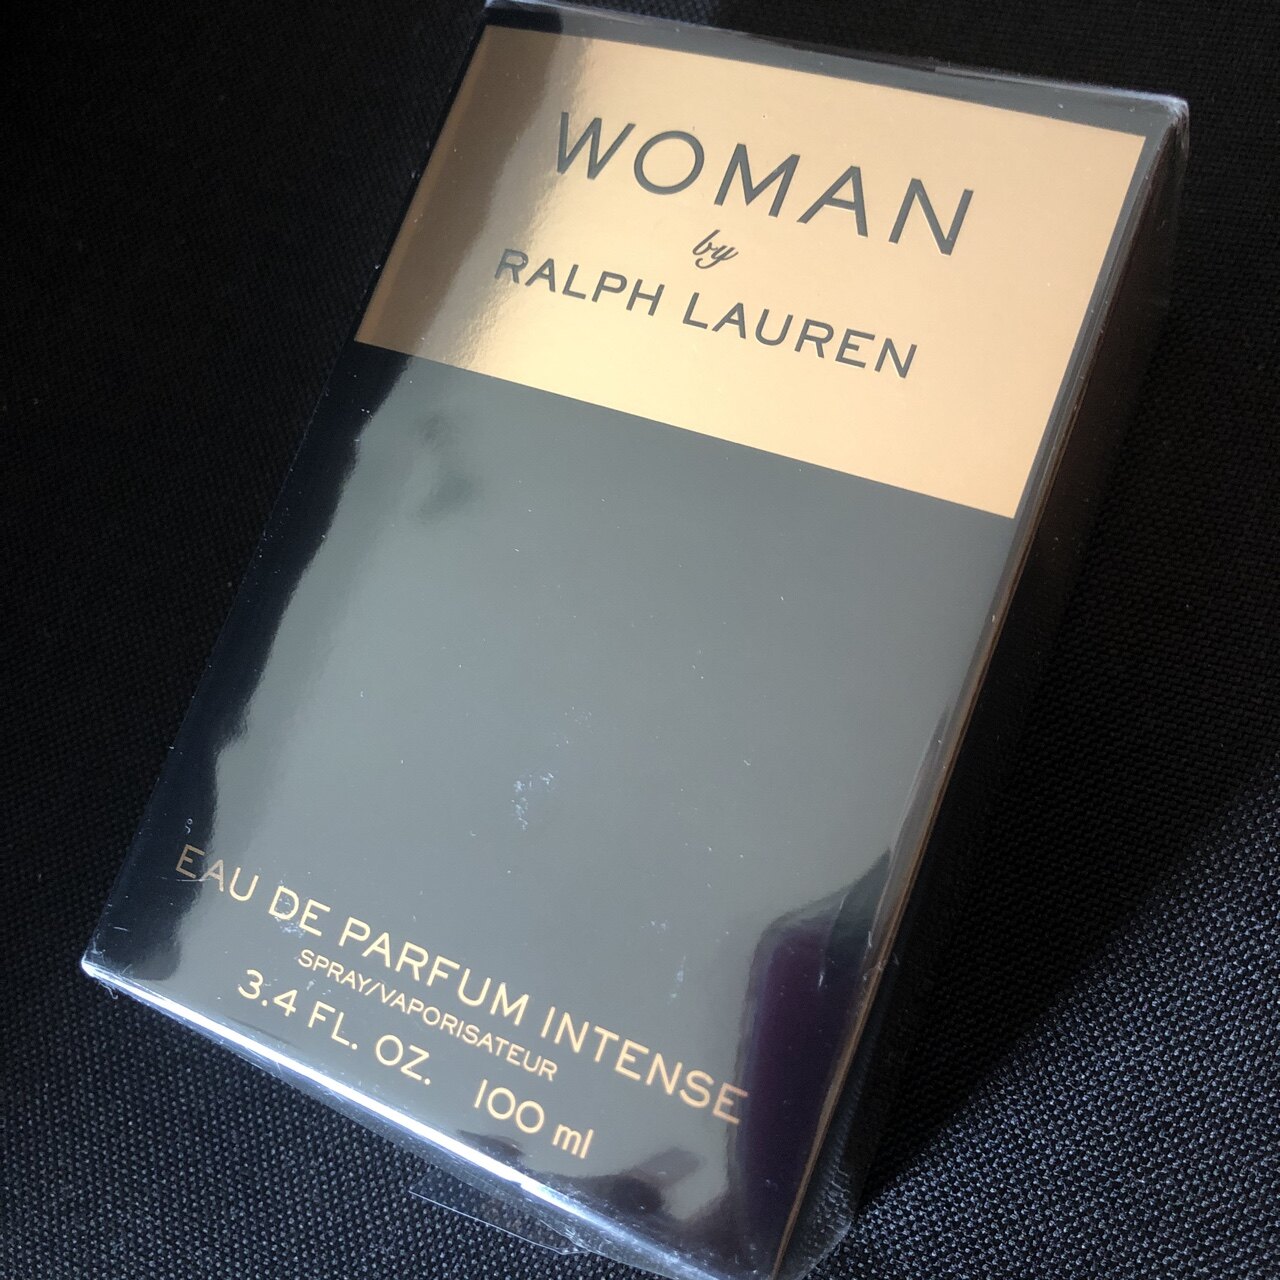 WOMAN
by
RALPH LAUREN
EAU DE PARFUM INTENSE
SPRAY/VAPORISATEUR
3.4 FL. OZ. 100 ml